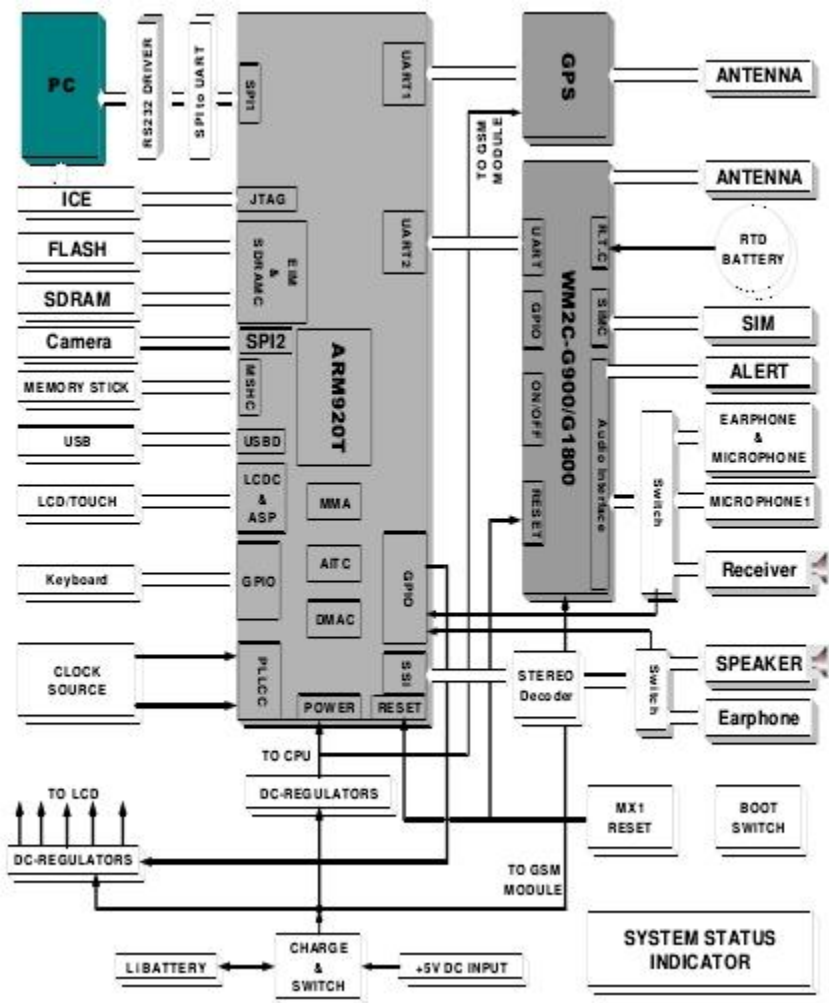 PC
RS232 DRIVER
SPI to UART
SPI1
UART1
GPS
ANTENNA
TO GSM
MODULE
ANTENNA
ICE
JTAG
FLASH
EIM
&
SDRAMC
UART2
UART
R.T.C
RTD
BATTERY
SDRAM
GPIO
SIMC
SIM
Camera
SPI2
ARM920T
WM2C-G900/G1800
ALERT
MEMORY STICK
MSHC
ON/OFF
Audio Interface
EARPHONE
&
MICROPHONE
USB
USBD
Switch
LCD/TOUCH
LCDC
&
ASP
MMA
RESET
MICROPHONE1
Keyboard
GPIO
AITC
GPIO
Receiver
DMAC
CLOCK
SOURCE
PLLCC
SSI
STEREO
Decoder
Switch
SPEAKER
POWER
RESET
Earphone
TO CPU
DC-REGULATORS
TO LCD
MX1
RESET
BOOT
SWITCH
DC-REGULATORS
TO GSM
MODULE
CHARGE
&
SWITCH
LIBATTERY
+5V DC INPUT
SYSTEM STATUS
INDICATOR